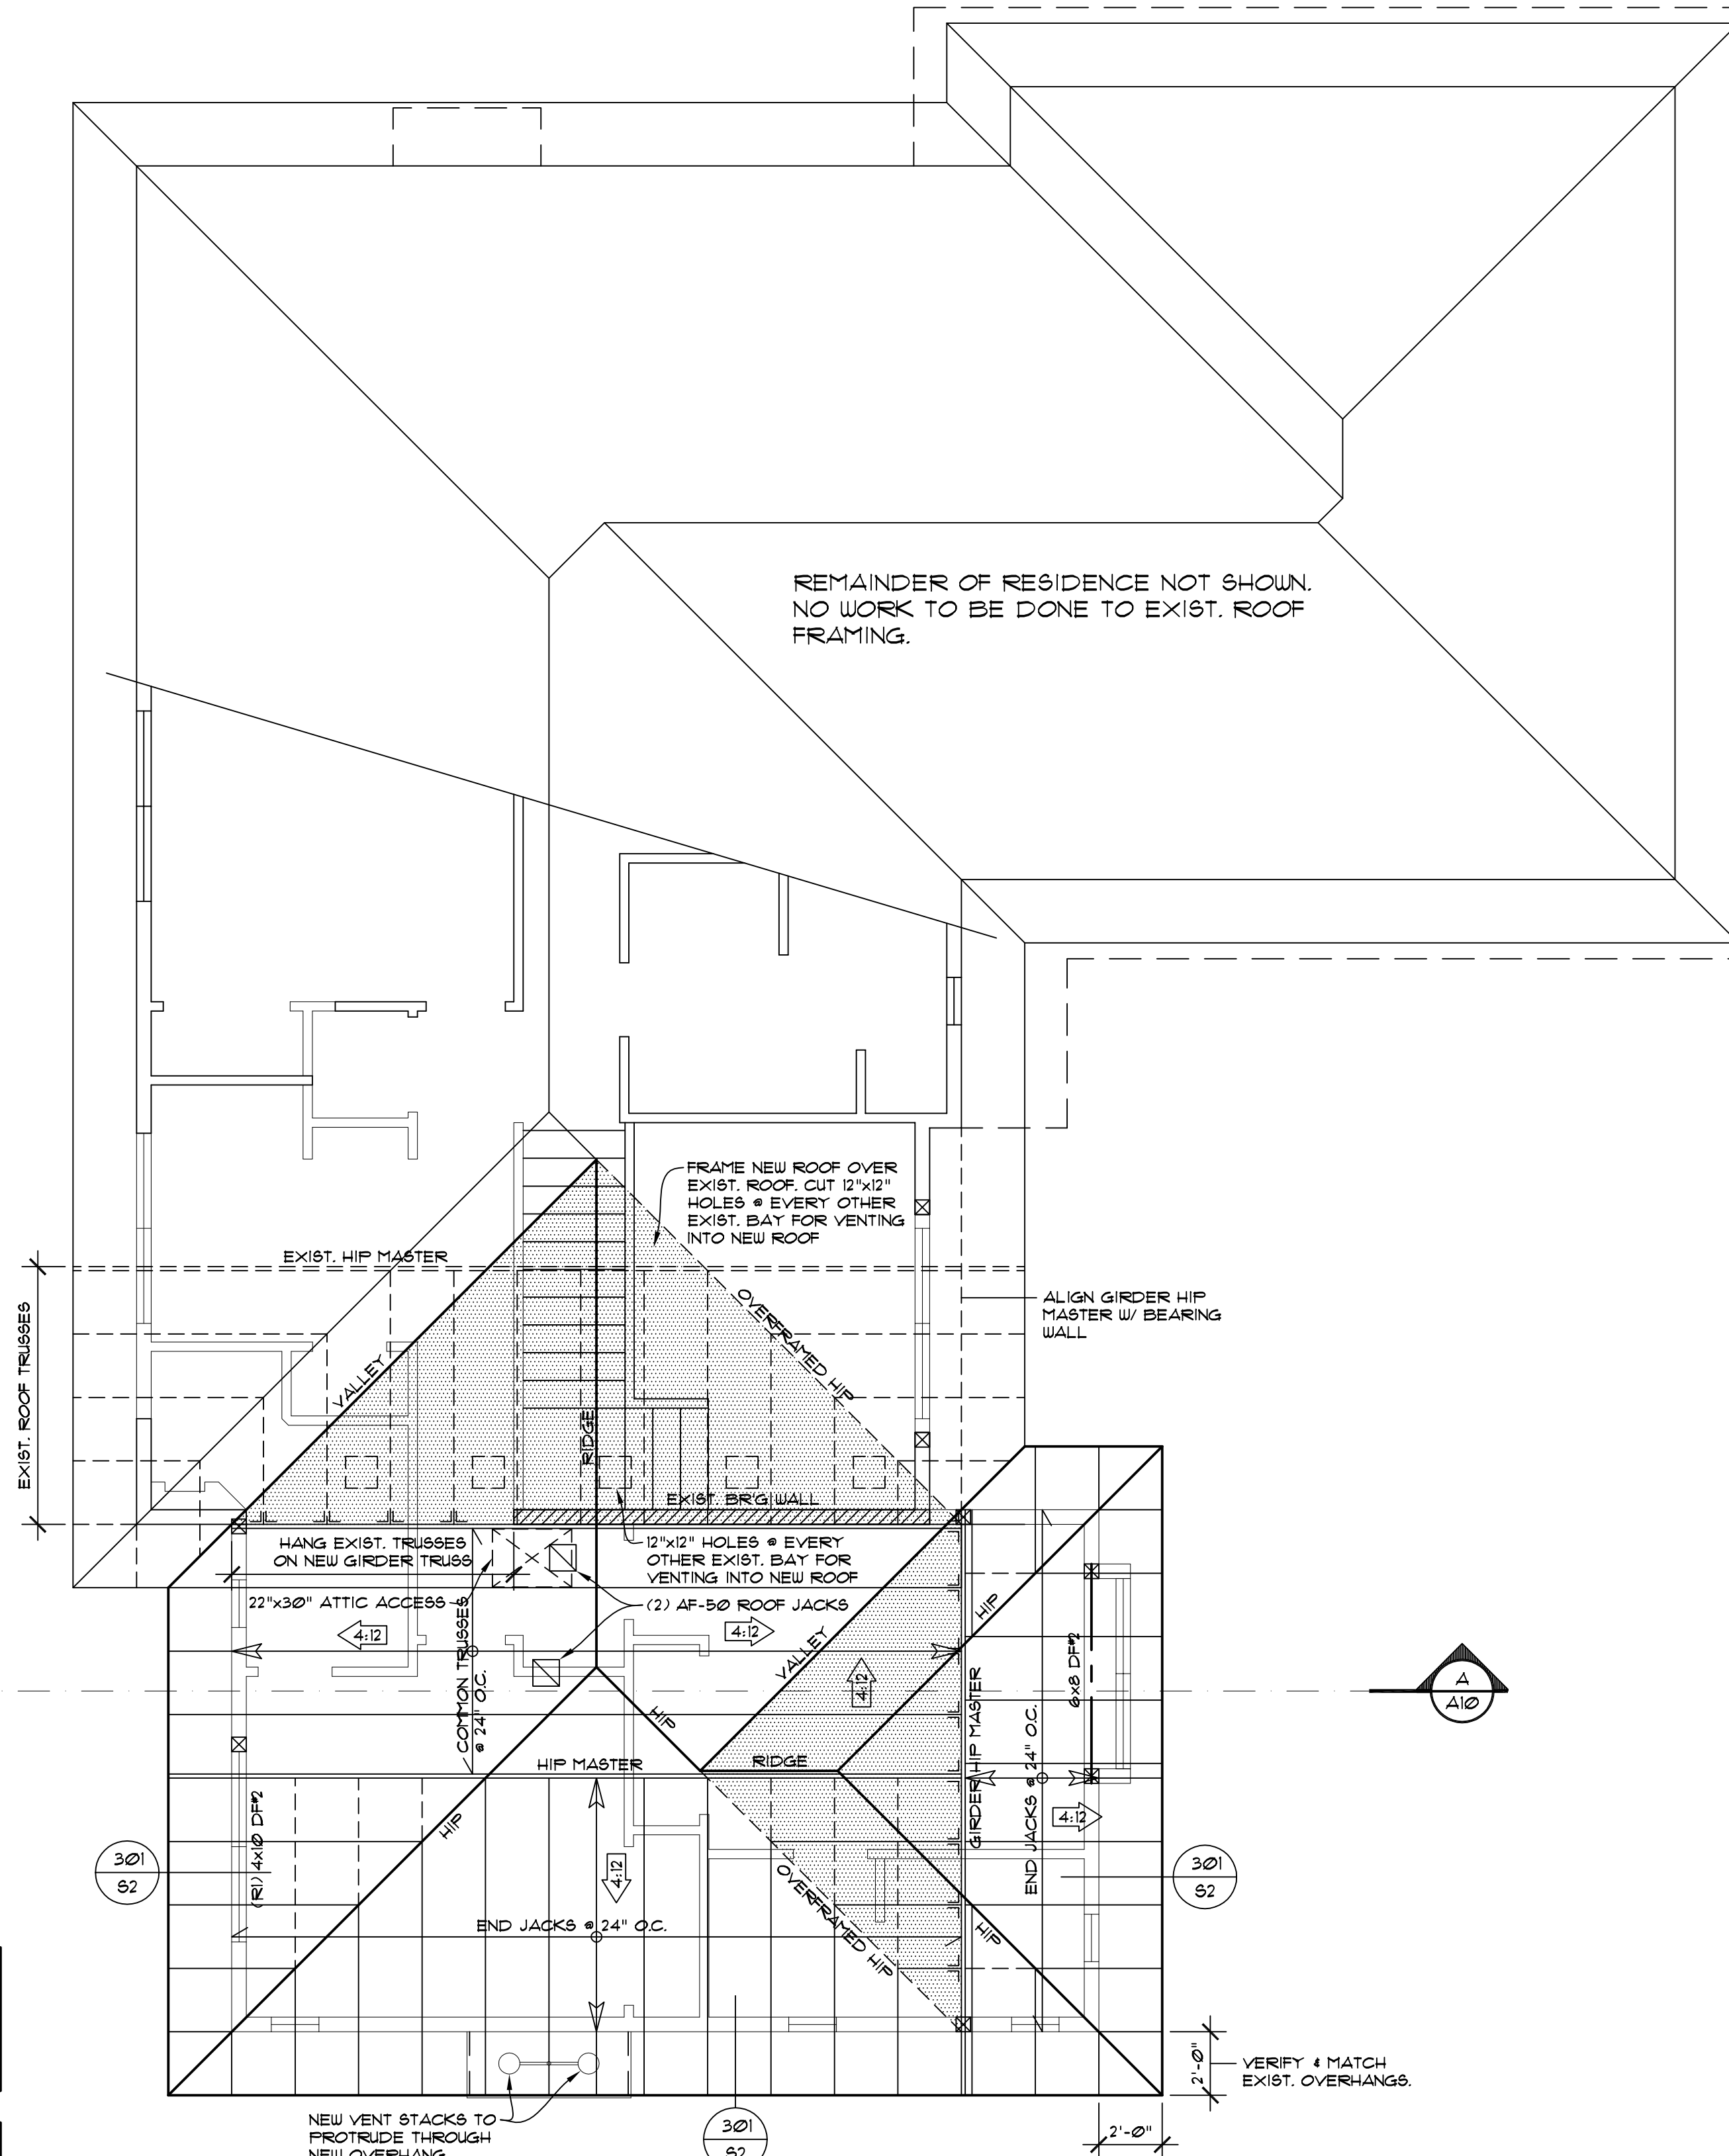 REMAINDER OF RESIDENCE NOT SHOWN.
NO WORK TO BE DONE TO EXIST. ROOF
FRAMING.
FRAME NEW ROOF OVER
EXIST. ROOF. CUT 12"x12"
HOLES @ EVERY OTHER
EXIST. BAY FOR VENTING
INTO NEW ROOF
EXIST. HIP MASTER
ALIGN GIRDER HIP
MASTER W/ BEARING
WALL
EXIST. ROOF TRUSSES
VALLEY
OVERFRAMED HIP
RIDGE
EXIST. BR'G WALL
HANG EXIST. TRUSSES
ON NEW GIRDER TRUSS
12"x12" HOLES @ EVERY
OTHER EXIST. BAY FOR
VENTING INTO NEW ROOF
22"x30" ATTIC ACCESS
(2) AF-50 ROOF JACKS
4:12
4:12
COMMON TRUSSES
@ 24" O.C.
VALLEY
4:12
HIP
6x8 DF#2
A
A10
HIP
HIP MASTER
RIDGE
GIRDER HIP MASTER
END JACKS @ 24" O.C.
4:12
HIP
(R1) 4x10 DF#2
301
S2
4:12
301
S2
END JACKS @ 24" O.C.
OVERFRAMED HIP
HIP
2'-0"
VERIFY & MATCH
EXIST. OVERHANGS.
NEW VENT STACKS TO
PROTRUDE THROUGH
NEW OVERHANG
301
S2
2'-0"